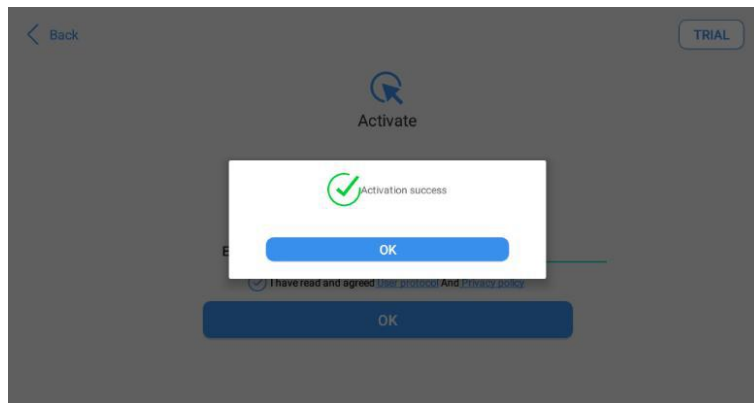 Back
TRIAL
Activate
Activation success
OK
E
I have read and agreed User protocol And Privacy policy
OK